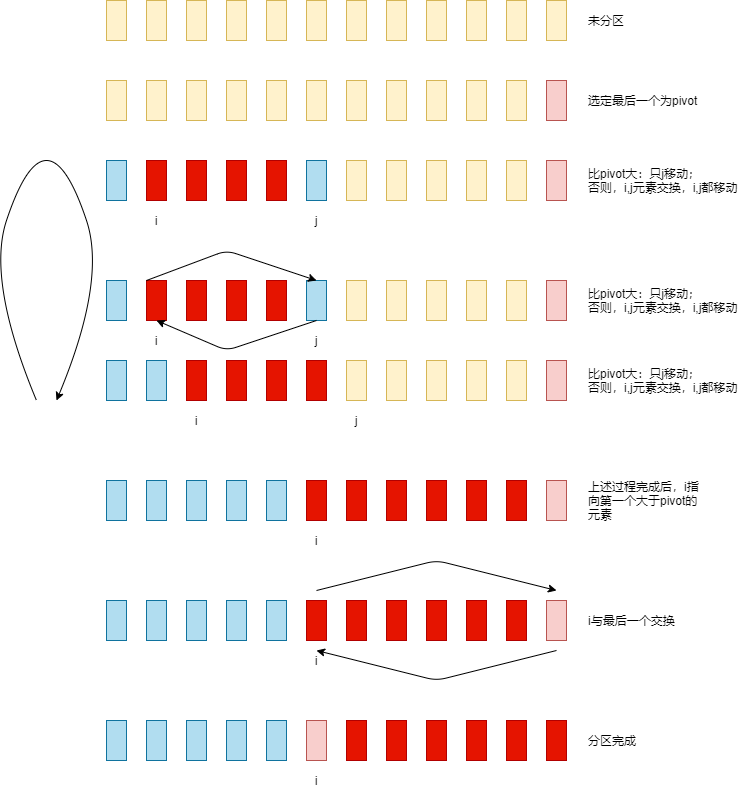 未分区
选定最后一个为pivot
比pivot大：只j移动；
否则，i,j元素交换，i,j都移动
i
j
比pivot大：只j移动；
否则，i,j元素交换，i,j都移动
i
j
比pivot大：只j移动；
否则，i,j元素交换，i,j都移动
i
j
上述过程完成后，i指
向第一个大于pivot的
元素
i
i与最后一个交换
i
分区完成
i